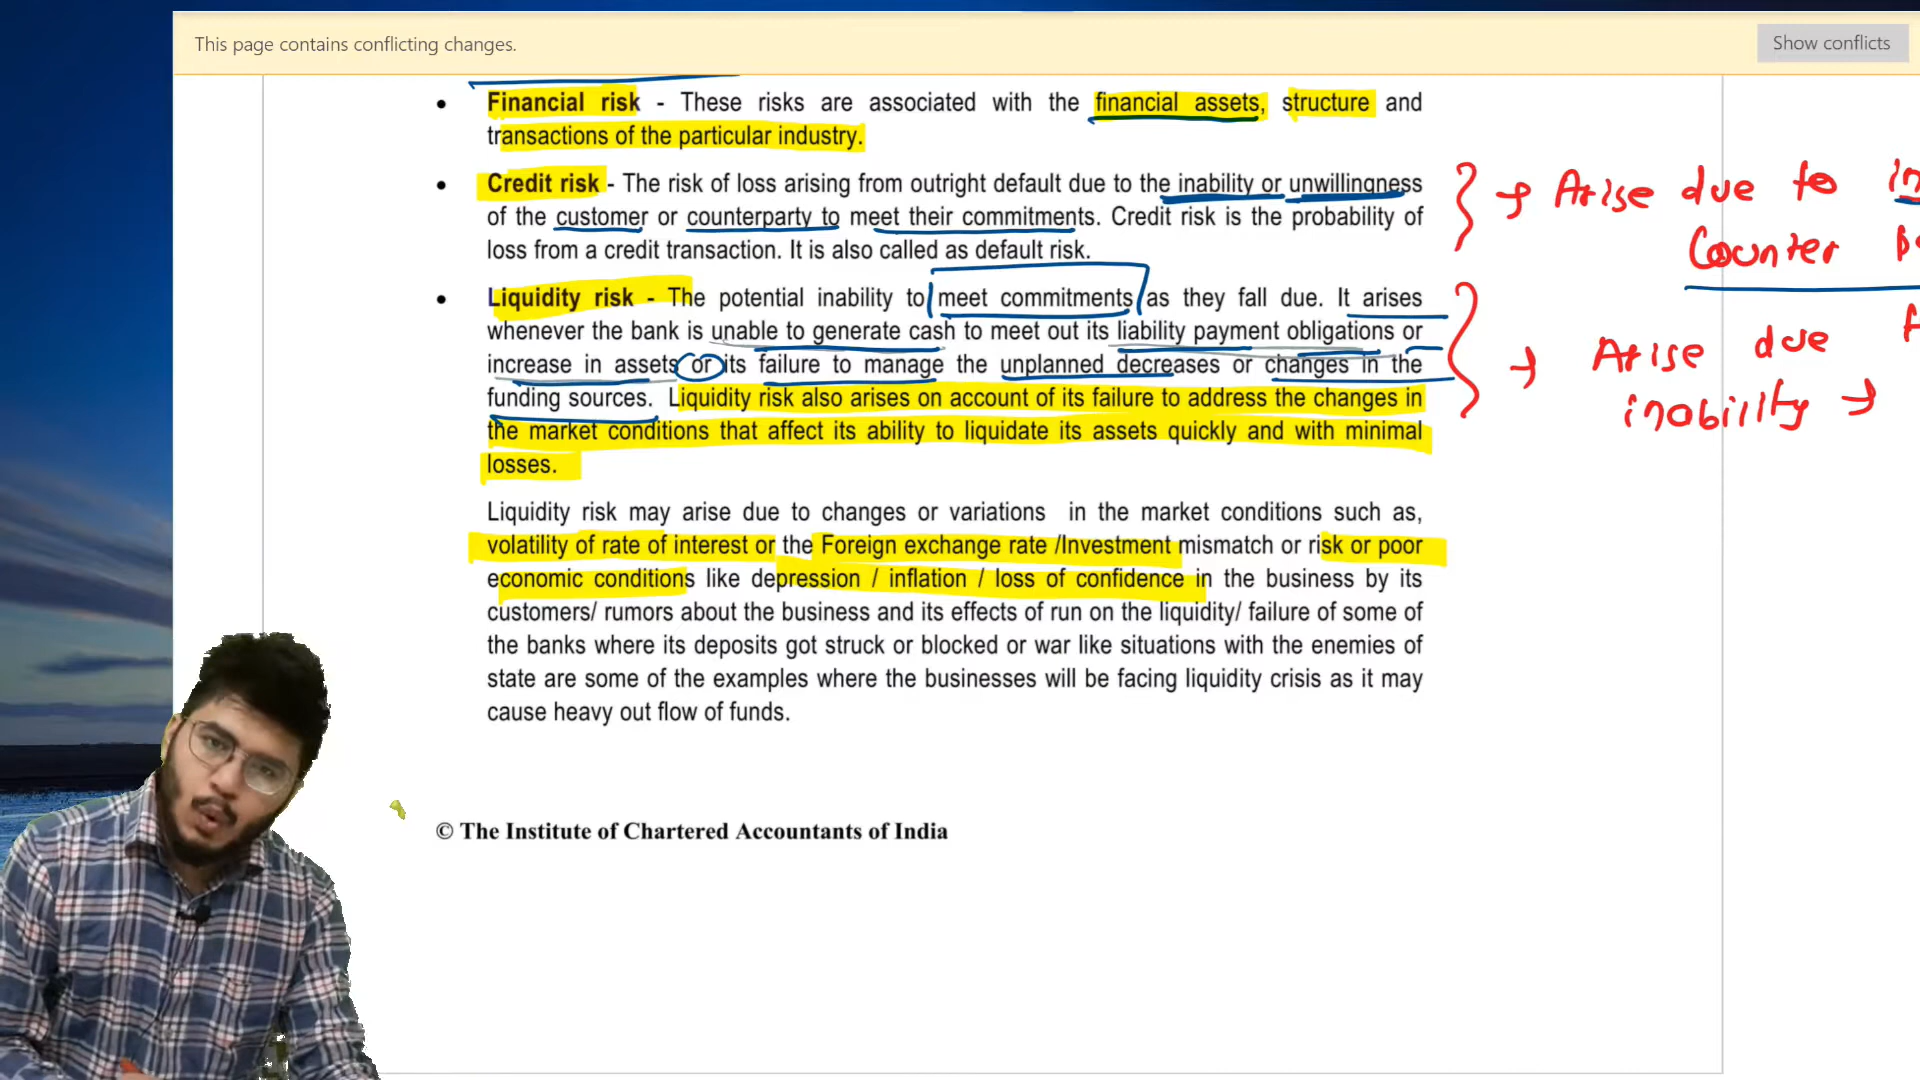 This page contains conflicting changes.
Show conflicts
• Financial risk - These risks are associated with the financial assets, structure and
transactions of the particular industry.
• Credit risk - The risk of loss arising from outright default due to the inability or unwillingness
of the customer or counterparty to meet their commitments. Credit risk is the probability of
loss from a credit transaction. It is also called as default risk.
→ Arise due to
Counter
• Liquidity risk - The potential inability to meet commitments as they fall due. It arises
whenever the bank is unable to generate cash to meet out its liability payment obligations or
increase in assets or its failure to manage the unplanned decreases or changes in the
funding sources. Liquidity risk also arises on account of its failure to address the changes in
the market conditions that affect its ability to liquidate its assets quickly and with minimal
losses.
→ Arise due
inability →
Liquidity risk may arise due to changes or variations in the market conditions such as,
volatility of rate of interest or the Foreign exchange rate /Investment mismatch or risk or poor
economic conditions like depression / inflation / loss of confidence in the business by its
customers/ rumors about the business and its effects of run on the liquidity/ failure of some of
the banks where its deposits got struck or blocked or war like situations with the enemies of
state are some of the examples where the businesses will be facing liquidity crisis as it may
cause heavy out flow of funds.
© The Institute of Chartered Accountants of India